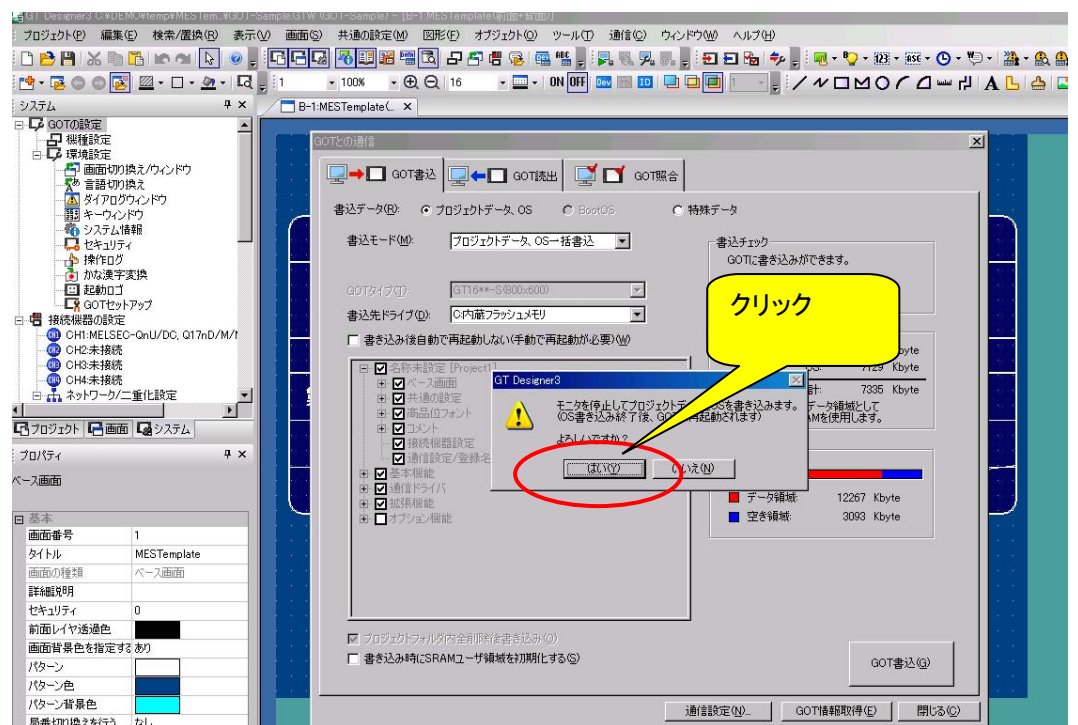 GT Designer3 C:¥DEMO¥temp¥MESTem..¥GOT-Sample.GTW (GOT-Sample) - [B-1:MESTemplate(前面+背面)]
プロジェクト(P) 編集(E) 検索/置換(R) 表示(V) 画面(S) 共通の設定(M) 図形(F) オブジェクト(O) ツール(T) 通信(C) ウィンドウ(W) ヘルプ(H)
1 100% 16 ON OFF Dev IO
システム
B-1:MESTemplate(...
GOTの設定
機種設定
環境設定
画面切り換え/ウィンドウ
言語切り換え
ダイアログウィンドウ
キーウィンドウ
システム情報
セキュリティ
操作ログ
かな漢字変換
起動ロゴ
GOTセットアップ
接続機器の設定
CH1:MELSEC-QnU/DC, Q17nD/M/
CH2:未接続
CH3:未接続
CH4:未接続
ネットワーク/二重化設定
プロジェクト 画面 システム
プロパティ
ベース画面
基本
画面番号 1
タイトル MESTemplate
画面の種類 ベース画面
詳細説明
セキュリティ 0
前面レイヤ透過色
画面背景色を指定する あり
パターン
パターン色
パターン背景色
局番切り換えを行う なし
GOTとの通信
GOT書込 GOT読出 GOT照合
書込データ(R): プロジェクトデータ、OS BootOS 特殊データ
書込モード(M): プロジェクトデータ、OS一括書込
書込チェック
GOTに書き込みができます。
GOTタイプ(T): GT16**-S(800x600)
書込先ドライブ(D): C:内蔵フラッシュメモリ
書き込み後自動で再起動しない(手動で再起動が必要)(W)
クリック
名称未設定 [Project1]
ベース画面
共通の設定
高品位フォント
コメント
接続機器設定
通信設定/登録名
基本機能
通信ドライバ
拡張機能
オプション機能
Kbyte
OS: 7129 Kbyte
計: 7335 Kbyte
データ領域として
を使用します。
GT Designer3
モニタを停止してプロジェクトデータ、OSを書き込みます。
(OS書き込み終了後、GOTは再起動されます)
よろしいですか?
はい(Y) いいえ(N)
データ領域: 12267 Kbyte
空き領域: 3093 Kbyte
プロジェクトフォルダ内全削除後書き込み(O)
書き込み時にSRAMユーザ領域を初期化する(S)
GOT書込(G)
通信設定(N)... GOT情報取得(E) 閉じる(C)